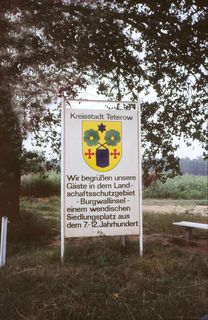 Kreisstadt Teterow
Wir begrüßen unsere
Gäste in dem Land-
schaftsschutzgebiet
- Burgwallinsel -
einem wendischen
Siedlungsplatz aus
dem 7.-12. Jahrhundert